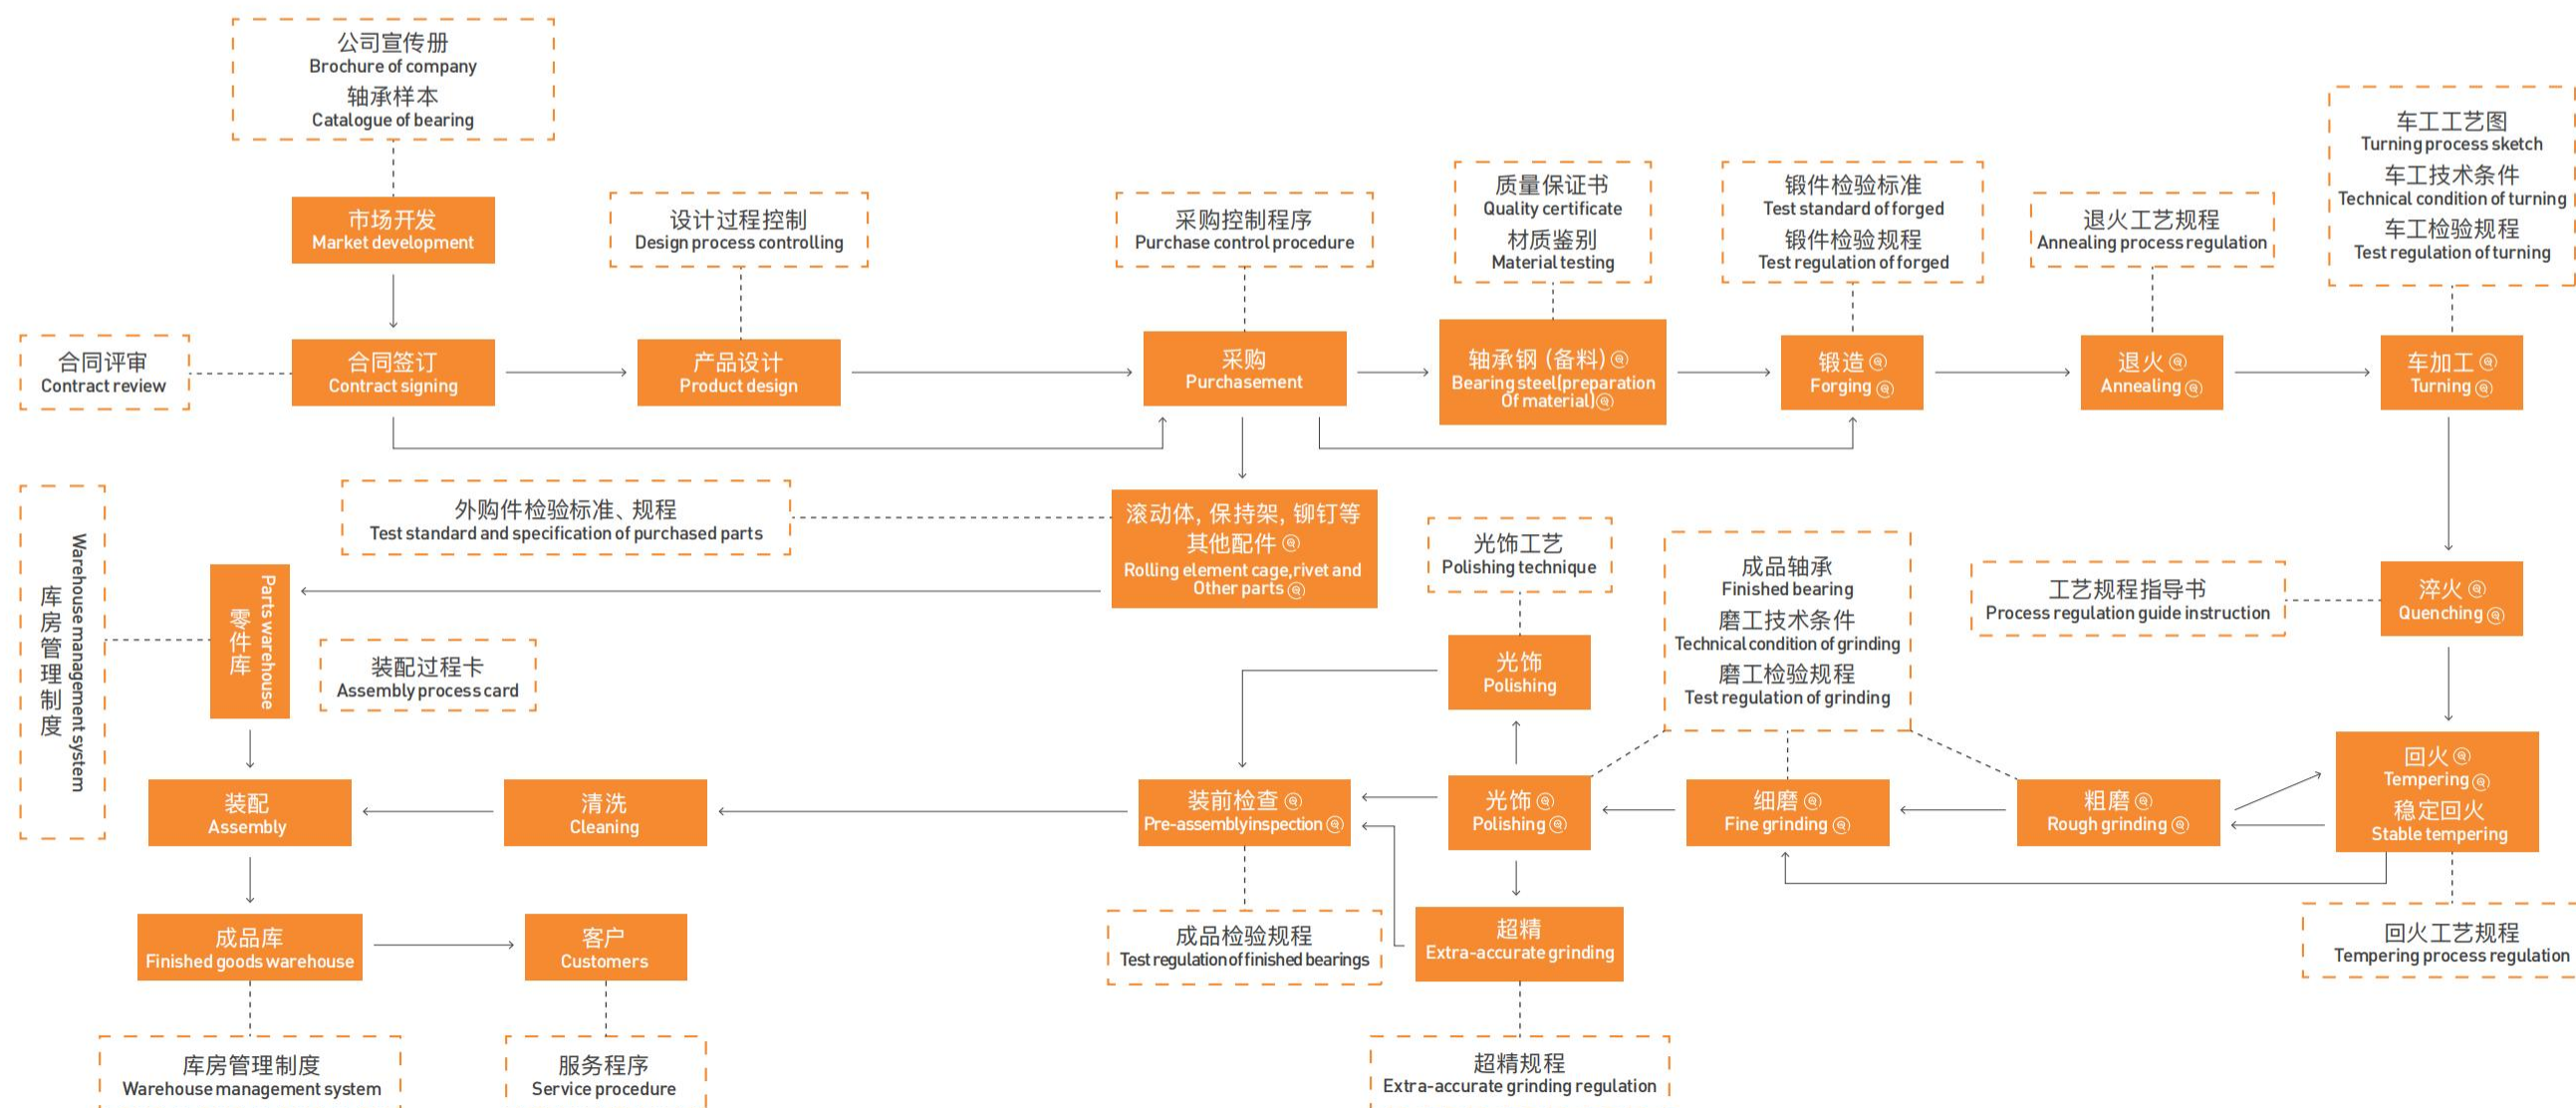 公司宣传册
Brochure of company
轴承样本
Catalogue of bearing
市场开发
Market development
设计过程控制
Design process controlling
采购控制程序
Purchase control procedure
质量保证书
Quality certificate
材质鉴别
Material testing
锻件检验标准
Test standard of forged
锻件检验规程
Test regulation of forged
退火工艺规程
Annealing process regulation
车工工艺图
Turning process sketch
车工技术条件
Technical condition of turning
车工检验规程
Test regulation of turning
合同评审
Contract review
合同签订
Contract signing
产品设计
Product design
采购
Purchasement
轴承钢（备料）
Bearing steel(preparation
Of material)
锻造
Forging
退火
Annealing
车加工
Turning
外购件检验标准、规程
Test standard and specification of purchased parts
滚动体, 保持架, 铆钉等
其他配件
Rolling element cage,rivet and
Other parts
光饰工艺
Polishing technique
成品轴承
Finished bearing
磨工技术条件
Technical condition of grinding
磨工检验规程
Test regulation of grinding
工艺规程指导书
Process regulation guide instruction
淬火
Quenching
库房管理制度
Warehouse management system
零件库
Parts warehouse
装配过程卡
Assembly process card
光饰
Polishing
装配
Assembly
清洗
Cleaning
装前检查
Pre-assembly inspection
光饰
Polishing
细磨
Fine grinding
粗磨
Rough grinding
回火
Tempering
稳定回火
Stable tempering
成品库
Finished goods warehouse
客户
Customers
成品检验规程
Test regulation of finished bearings
超精
Extra-accurate grinding
回火工艺规程
Tempering process regulation
库房管理制度
Warehouse management system
服务程序
Service procedure
超精规程
Extra-accurate grinding regulation